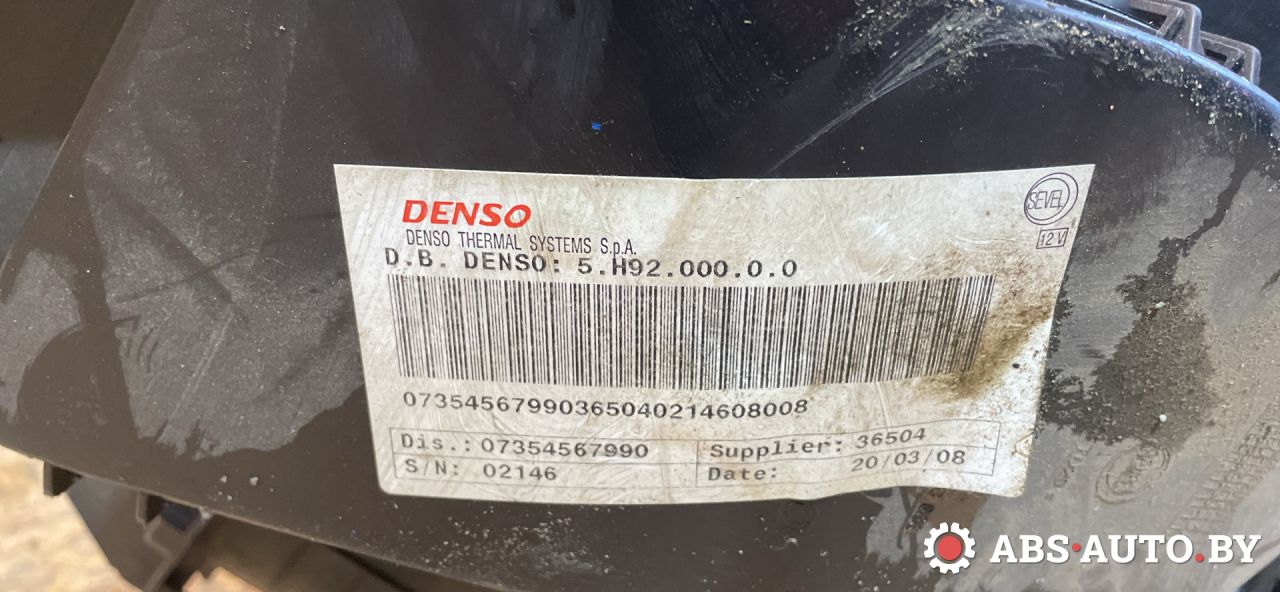 DENSO
SEVEL
DENSO THERMAL SYSTEMS S.p.A.
12 V
D.B. DENSO: 5.H92.000.0.0
0735456799036504021460800​8
Dis.: 07354567990
Supplier: 36504
S/N: 02146
Date: 20/03/08
ABS-AUTO.BY